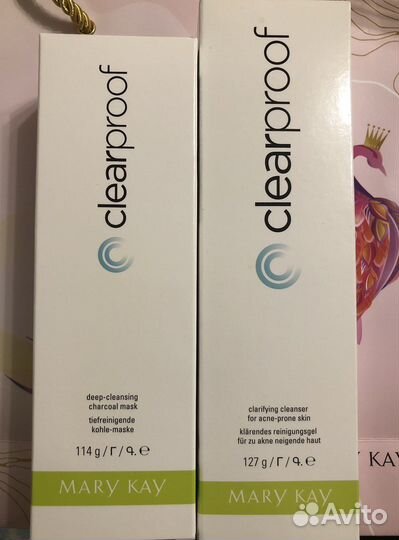 clearproof
deep-cleansing
charcoal mask
tiefreinigende
kohle-maske
114 g / Г / Գ. ℮
MARY KAY
clearproof
clarifying cleanser
for acne-prone skin
klärendes reinigungsgel
für zu akne neigende haut
127 g / Г / Գ. ℮
MARY KAY
Y KAY
Avito